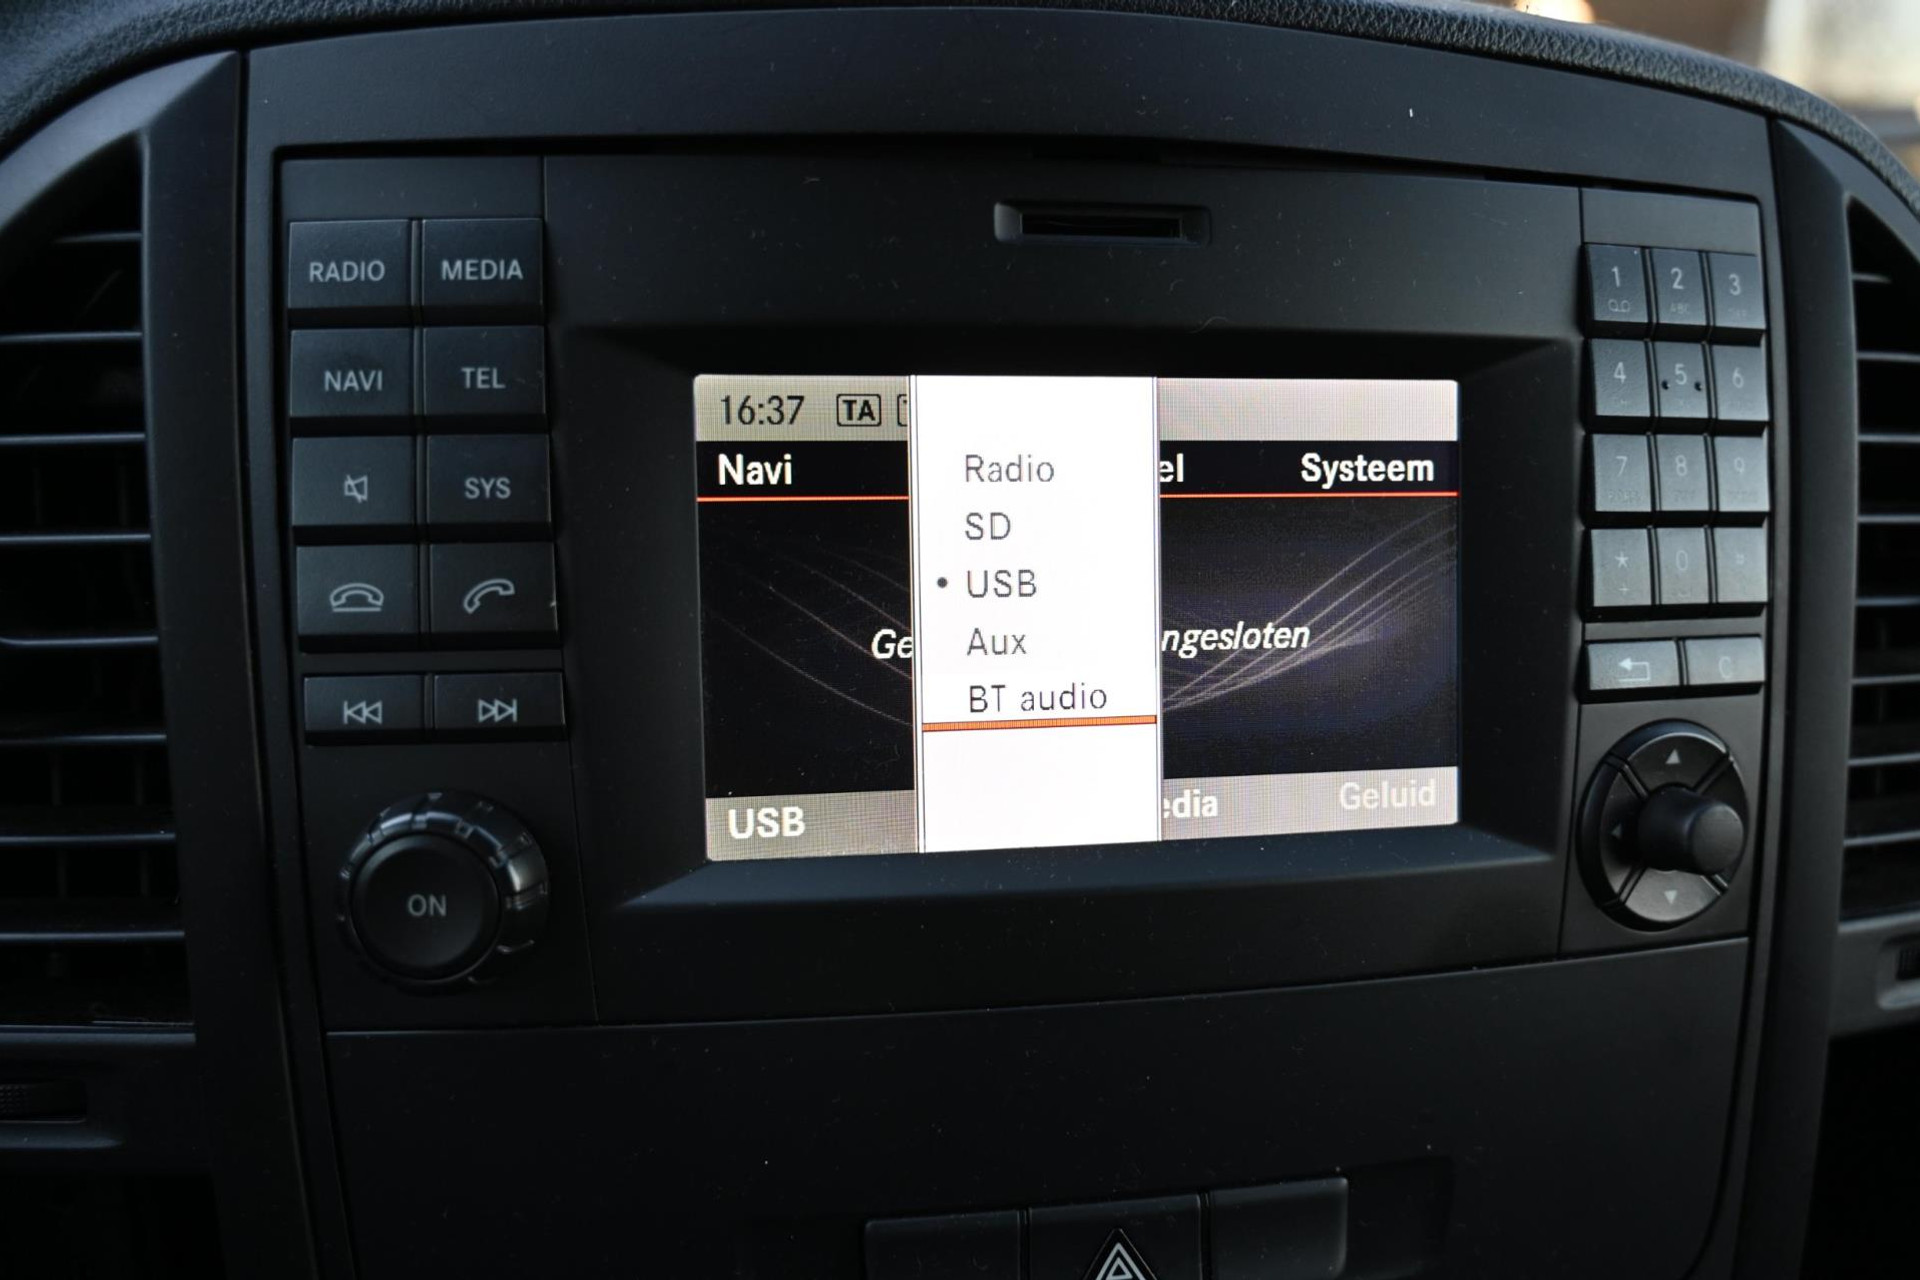 RADIO MEDIA
NAVI TEL
SYS
ON
16:37 TA
Navi el Systeem
Radio
SD
• USB
Aux
BT audio
Ge ngesloten
USB edia Geluid
1 2 3
ABC
4 5 6
7 8 9
* 0
C